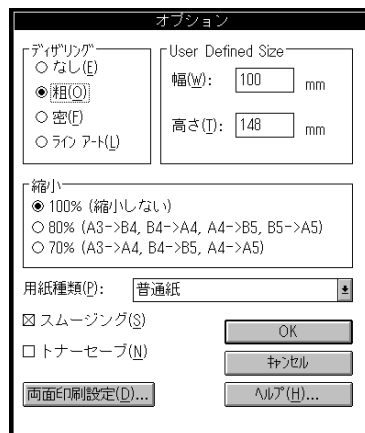 オプション
ﾃﾞｨｻﾞﾘﾝｸﾞ
なし(E)
粗(O)
密(F)
ﾗｲﾝ ｱｰﾄ(L)
User Defined Size
幅(W): 100 mm
高さ(T): 148 mm
縮小
100% (縮小しない)
80% (A3->B4, B4->A4, A4->B5, B5->A5)
70% (A3->A4, B4->B5, A4->A5)
用紙種類(P): 普通紙
スムージング(S)
トナーセーブ(N)
両面印刷設定(D)...
OK
ｷｬﾝｾﾙ
ﾍﾙﾌﾟ(H)...